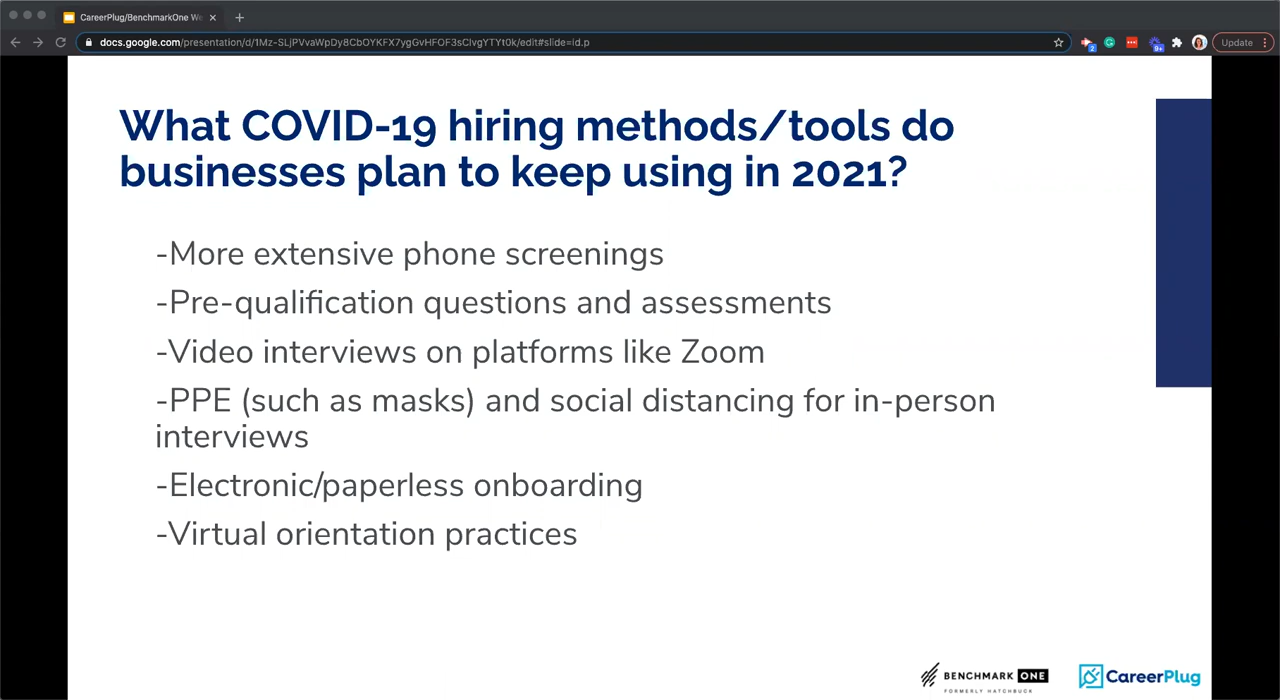 CareerPlug/BenchmarkOne We
docs.google.com/presentation/d/1Mz-SLjPVvaWpDy8CbOYKFX7ygGvHFOF3sClvgYTYt0k/edit#slide=id.p
2
9+
Update
What COVID-19 hiring methods/tools do
businesses plan to keep using in 2021?
-More extensive phone screenings
-Pre-qualification questions and assessments
-Video interviews on platforms like Zoom
-PPE (such as masks) and social distancing for in-person
interviews
-Electronic/paperless onboarding
-Virtual orientation practices
BENCHMARK ONE
FORMERLY HATCHBUCK
CareerPlug